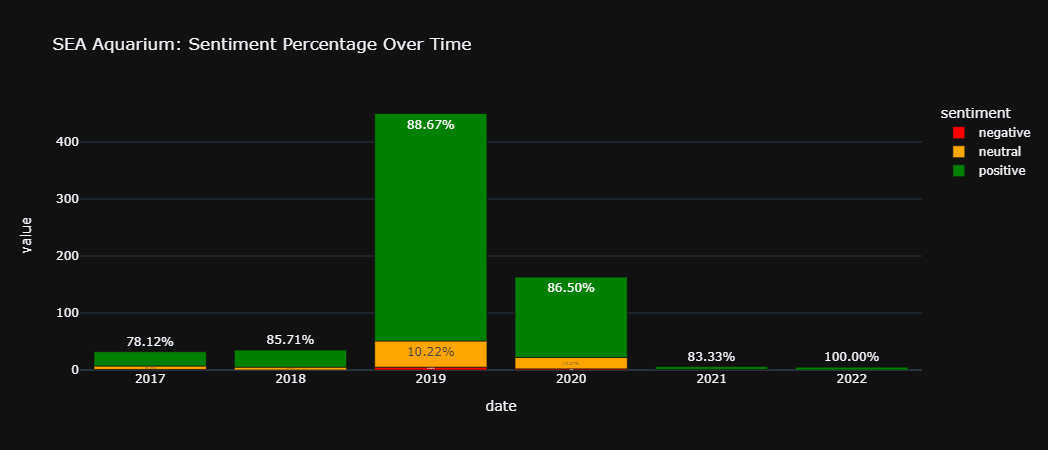 SEA Aquarium: Sentiment Percentage Over Time
sentiment
negative
neutral
positive
value
400
300
200
100
0
78.12%
85.71%
88.67%
10.22%
86.50%
83.33%
100.00%
2017
2018
2019
2020
2021
2022
date